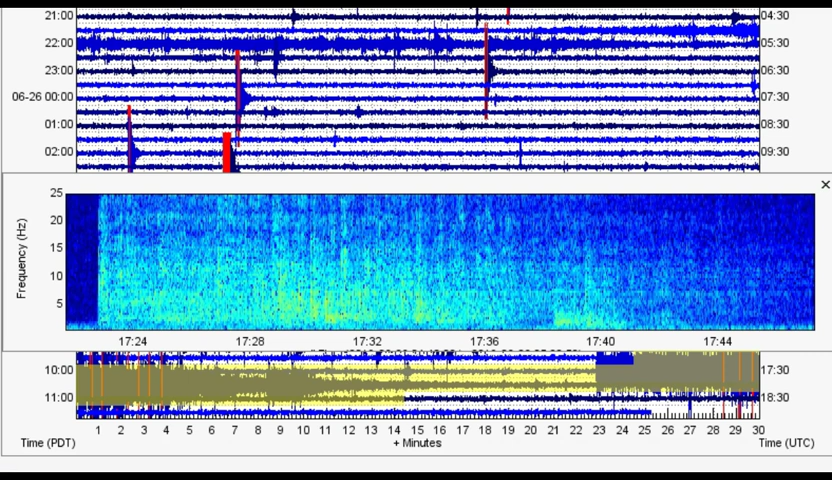 21:00 04:30
22:00 05:30
23:00 06:30
06-26 00:00 07:30
01:00 08:30
02:00 09:30
×
25
20
15
10
5
Frequency (Hz)
17:24 17:28 17:32 17:36 17:40 17:44
10:00 17:30
11:00 18:30
1 2 3 4 5 6 7 8 9 10 11 12 13 14 15 16 17 18 19 20 21 22 23 24 25 26 27 28 29 30
Time (PDT) + Minutes Time (UTC)